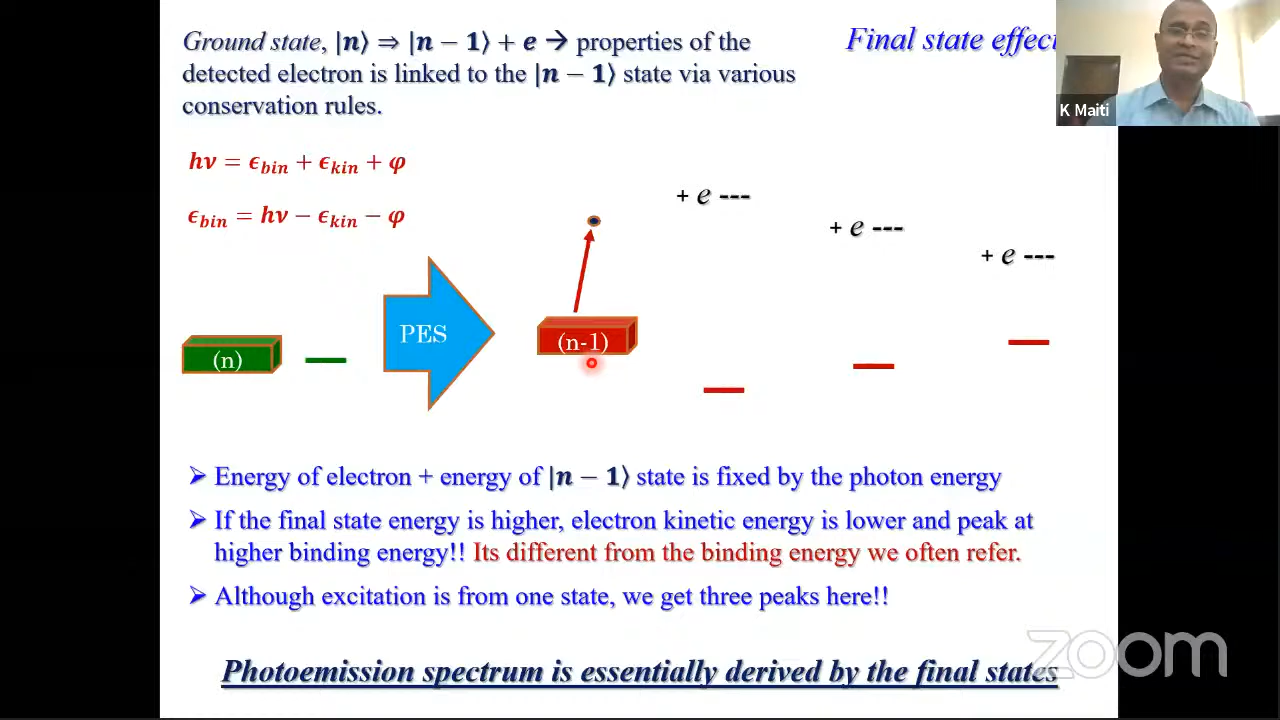 Ground state, |n⟩ ⇒ |n − 1⟩ + e → properties of the
detected electron is linked to the |n − 1⟩ state via various
conservation rules.
Final state effec
K Maiti
hν = ϵ_bin + ϵ_kin + φ
ϵ_bin = hν − ϵ_kin − φ
+ e ---
+ e ---
+ e ---
PES
(n)
(n-1)
➢ Energy of electron + energy of |n − 1⟩ state is fixed by the photon energy
➢ If the final state energy is higher, electron kinetic energy is lower and peak at
higher binding energy!! Its different from the binding energy we often refer.
➢ Although excitation is from one state, we get three peaks here!!
zoom
Photoemission spectrum is essentially derived by the final states